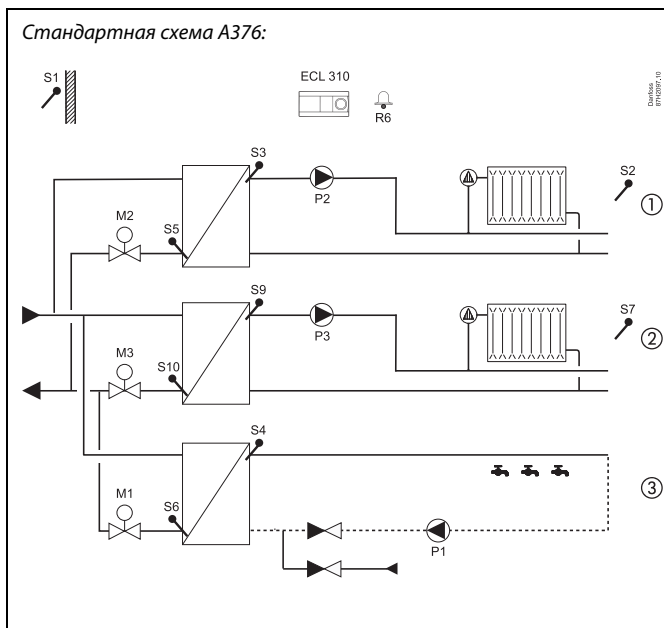 Стандартная схема A376:
S1
ECL 310
R6
Danfoss
87H2097.10
S3
S2
P2
①
M2
S5
S9
S7
P3
②
M3
S10
S4
③
M1
S6
P1